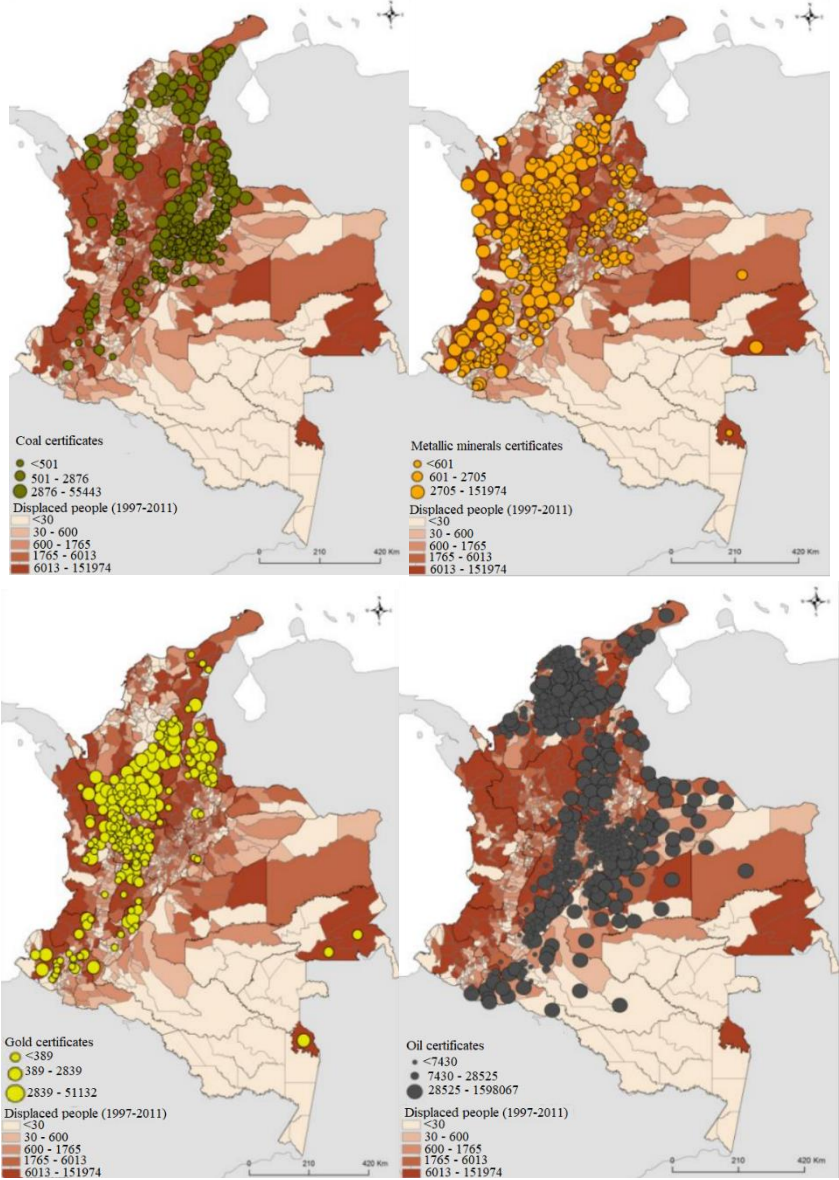 Coal certificates
<501
501 - 2876
2876 - 55443
Displaced people (1997-2011)
<30
30 - 600
600 - 1765
1765 - 6013
6013 - 151974
0 210 420 Km
Metallic minerals certificates
<601
601 - 2705
2705 - 151974
Displaced people (1997-2011)
<30
30 - 600
600 - 1765
1765 - 6013
6013 - 151974
0 210 420 Km
Gold certificates
<389
389 - 2839
2839 - 51132
Displaced people (1997-2011)
<30
30 - 600
600 - 1765
1765 - 6013
6013 - 151974
0 210 420 Km
Oil certificates
<7430
7430 - 28525
28525 - 1598067
Displaced people (1997-2011)
<30
30 - 600
600 - 1765
1765 - 6013
6013 - 151974
0 210 420 Km